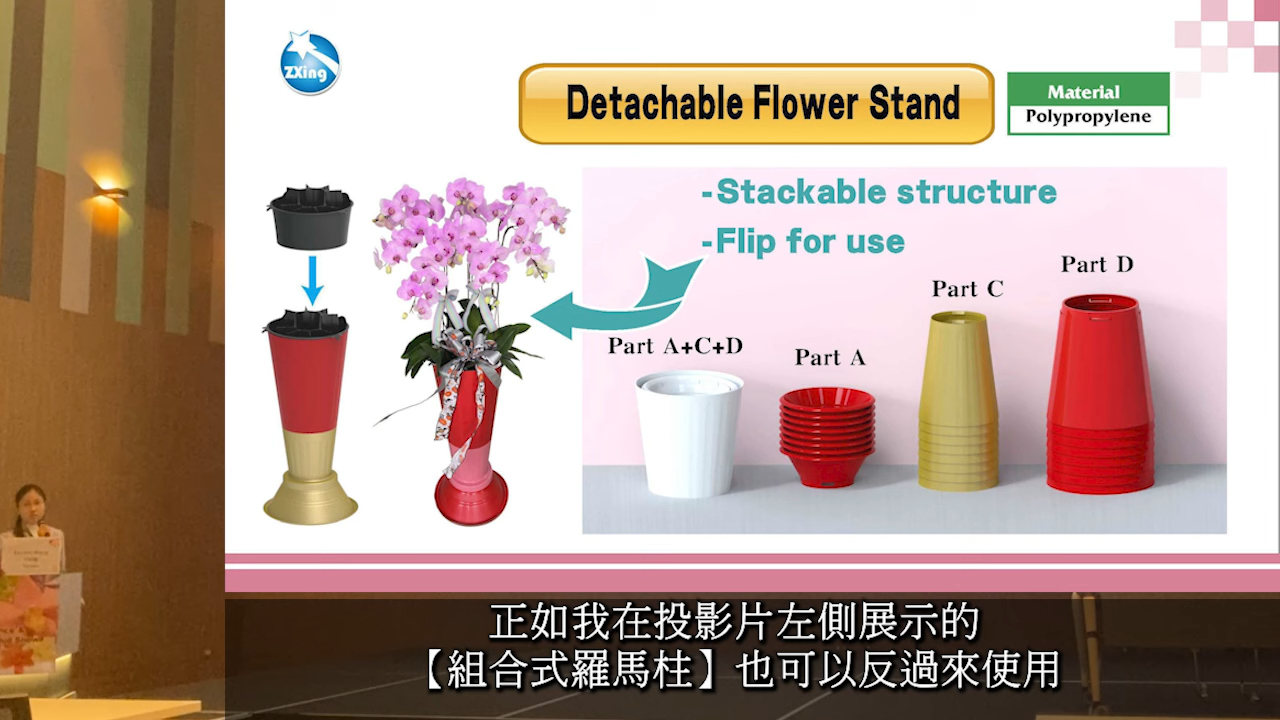 ZXing
Detachable Flower Stand
Material
Polypropylene
-Stackable structure
-Flip for use
Part D
Part C
Part A+C+D
Part A
正如我在投影片左側展示的
【組合式羅馬柱】也可以反過來使用